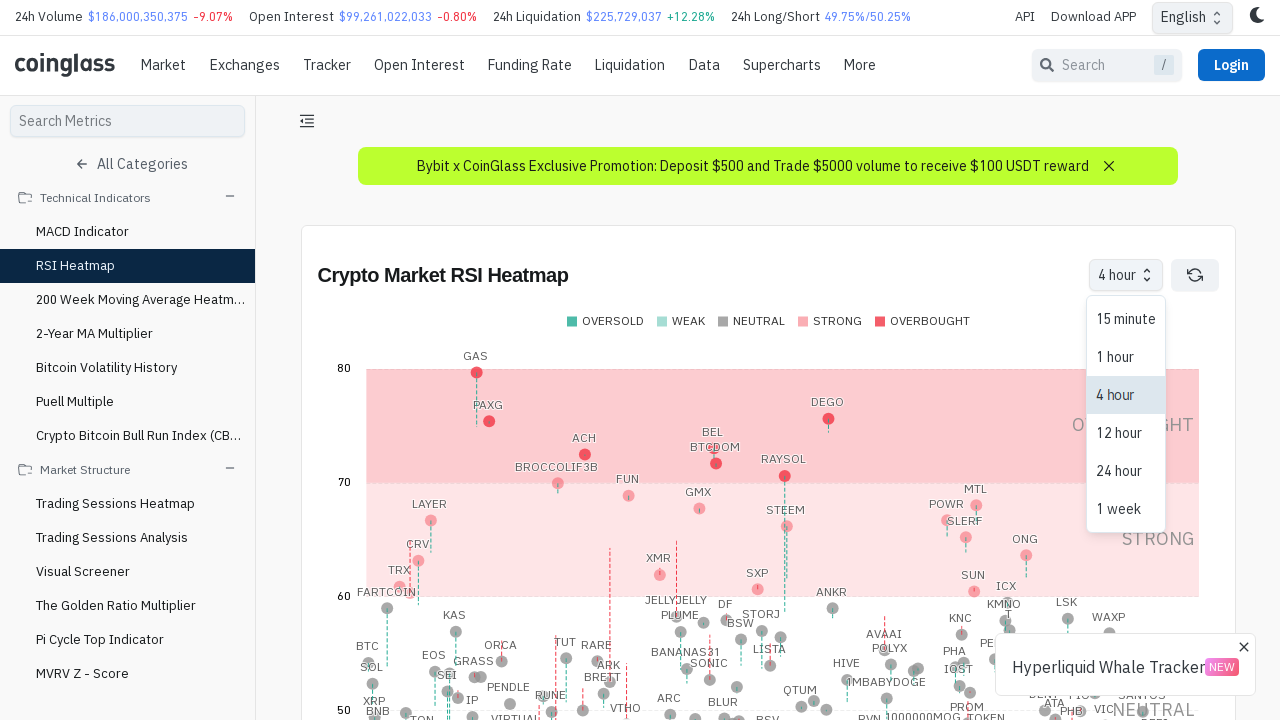 24h Volume $186,000,350,375 -9.07% Open Interest $99,261,022,033 -0.80% 24h Liquidation $225,729,037 +12.28% 24h Long/Short 49.75%/50.25% API Download APP English
coinglass Market Exchanges Tracker Open Interest Funding Rate Liquidation Data Supercharts More Search / Login
Search Metrics
All Categories
Technical Indicators
MACD Indicator
RSI Heatmap
200 Week Moving Average Heatm...
2-Year MA Multiplier
Bitcoin Volatility History
Puell Multiple
Crypto Bitcoin Bull Run Index (CB...
Market Structure
Trading Sessions Heatmap
Trading Sessions Analysis
Visual Screener
The Golden Ratio Multiplier
Pi Cycle Top Indicator
MVRV Z - Score
Bybit x CoinGlass Exclusive Promotion: Deposit $500 and Trade $5000 volume to receive $100 USDT reward
Crypto Market RSI Heatmap
4 hour
15 minute
1 hour
4 hour
12 hour
24 hour
1 week
OVERSOLD WEAK NEUTRAL STRONG OVERBOUGHT
GAS
80
PAXG
DEGO
BEL
ACH
BTCDOM
RAYSOL
BROCCOLIF3B
FUN
70
GMX
MTL
LAYER
STEEM
POWR
SLERF
STRONG
ONG
CRV
XMR
TRX
SXP
SUN
ICX
FARTCOIN
60
JELLYJELLY
DF
ANKR
KMNO
LSK
KAS
PLUME
BSW
STORJ
KNC
WAXP
AVAAI
BTC
ORCA
TUT
RARE
LISTA
POLYX
PHA
EOS
GRASS
BANANAS31
SOL
ARK
SONIC
HIVE
IOST
SEI
BRETT
1MBABYDOGE
PENDLE
QTUM
XRP
IP
RUNE
ARC
BLUR
PROM
ATA
BNB
VTHO
50
PHB
NEUTRAL
TON
VIRTUAL
BSV
RVN
1000000MOG
TOKEN
Hyperliquid Whale Tracker NEW